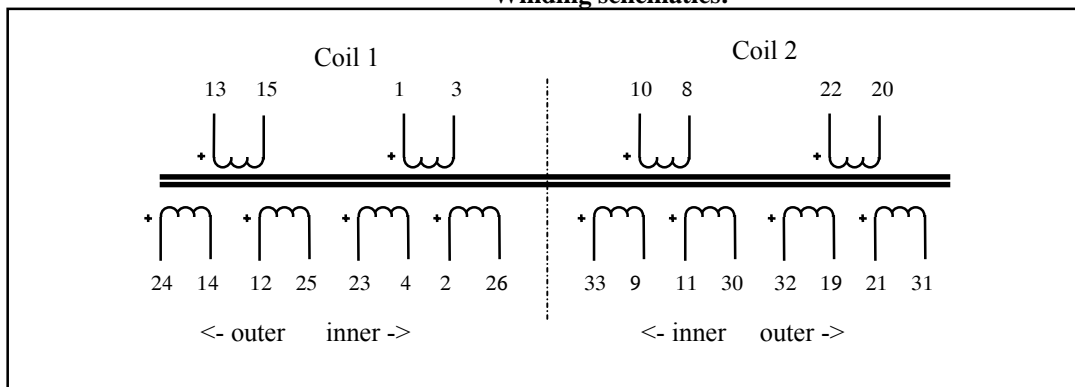 Winding schematics:
Coil 1 Coil 2
13 15 1 3 10 8 22 20
+ + + +
+ + + + + + + +
24 14 12 25 23 4 2 26 33 9 11 30 32 19 21 31
<- outer inner -> <- inner outer ->